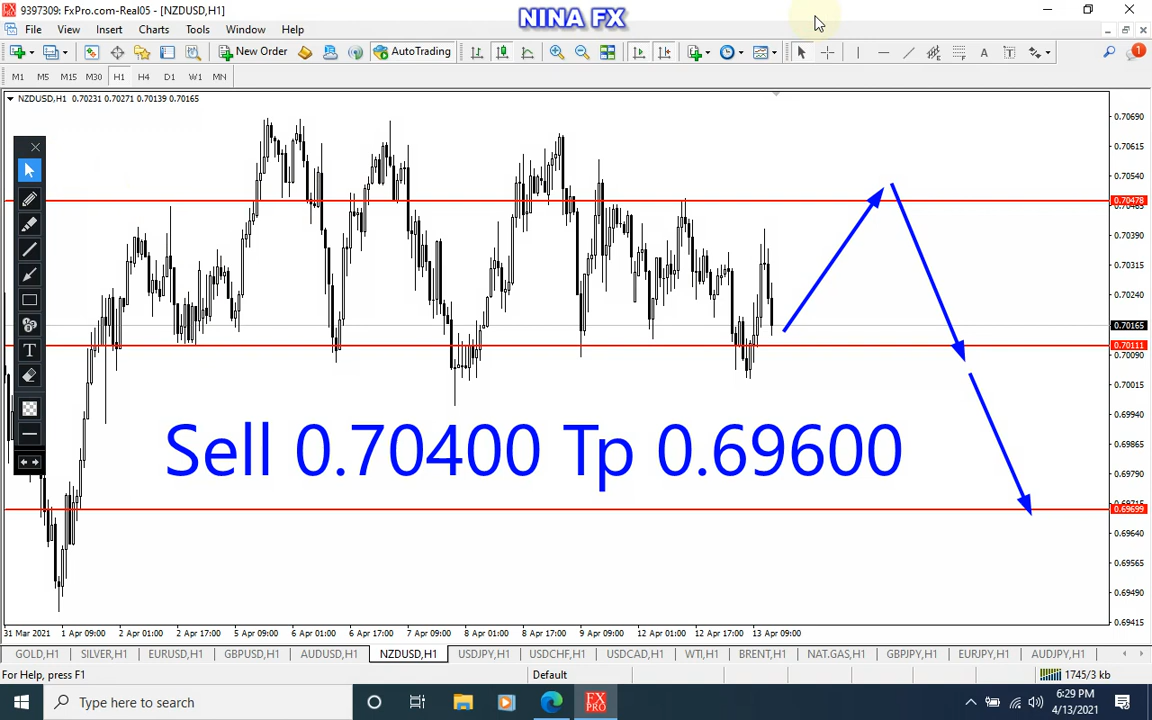 9397309: FxPro.com-Real05 - [NZDUSD,H1]
NINA FX
File View Insert Charts Tools Window Help
New Order AutoTrading A T 1
M1 M5 M15 M30 H1 H4 D1 W1 MN
NZDUSD,H1 0.70231 0.70271 0.70139 0.70165
0.70690
0.70615
0.70540
0.70478
0.70390
0.70315
0.70240
0.70165
0.70111
0.70090
0.70015
0.69940
0.69865
0.69790
0.69699
0.69640
0.69565
0.69490
0.69415
T
Sell 0.70400 Tp 0.69600
31 Mar 2021 1 Apr 09:00 2 Apr 01:00 2 Apr 17:00 5 Apr 09:00 6 Apr 01:00 6 Apr 17:00 7 Apr 09:00 8 Apr 01:00 8 Apr 17:00 9 Apr 09:00 12 Apr 01:00 12 Apr 17:00 13 Apr 09:00
GOLD,H1 SILVER,H1 EURUSD,H1 GBPUSD,H1 AUDUSD,H1 NZDUSD,H1 USDJPY,H1 USDCHF,H1 USDCAD,H1 WTI,H1 BRENT,H1 NAT.GAS,H1 GBPJPY,H1 EURJPY,H1 AUDJPY,H1
For Help, press F1 Default 1745/3 kb
Type here to search
FX PRO
6:29 PM
4/13/2021